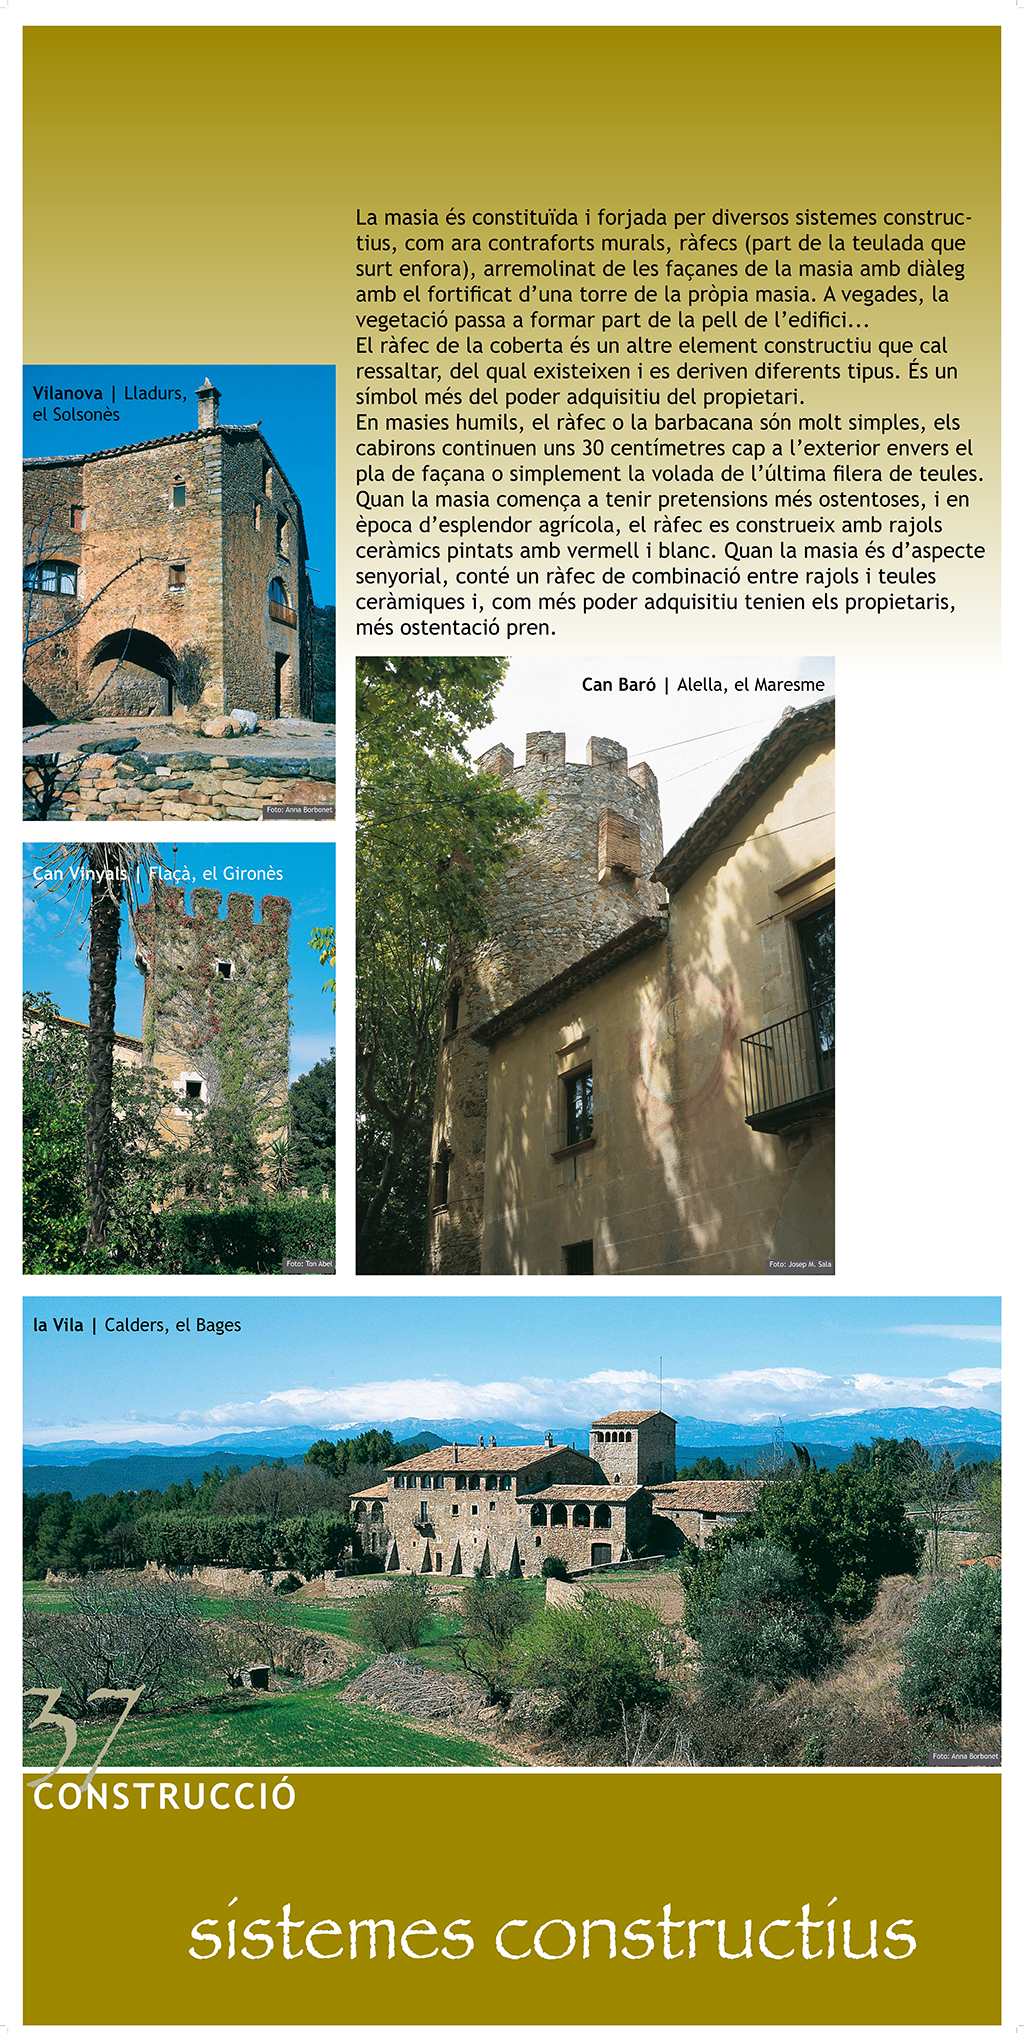 La masia és constituïda i forjada per diversos sistemes construc-
tius, com ara contraforts murals, ràfecs (part de la teulada que
surt enfora), arremolinat de les façanes de la masia amb diàleg
amb el fortificat d’una torre de la pròpia masia. A vegades, la
vegetació passa a formar part de la pell de l’edifici...
El ràfec de la coberta és un altre element constructiu que cal
ressaltar, del qual existeixen i es deriven diferents tipus. És un
símbol més del poder adquisitiu del propietari.
En masies humils, el ràfec o la barbacana són molt simples, els
cabirons continuen uns 30 centímetres cap a l’exterior envers el
pla de façana o simplement la volada de l’última filera de teules.
Quan la masia comença a tenir pretensions més ostentoses, i en
època d’esplendor agrícola, el ràfec es construeix amb rajols
ceràmics pintats amb vermell i blanc. Quan la masia és d’aspecte
senyorial, conté un ràfec de combinació entre rajols i teules
ceràmiques i, com més poder adquisitiu tenien els propietaris,
més ostentació pren.
Vilanova | Lladurs,
el Solsonès
Foto: Anna Borbonet
Can Baró | Alella, el Maresme
Foto: Josep M. Sala
Can Vinyals | Flaçà, el Gironès
Foto: Ton Abel
la Vila | Calders, el Bages
Foto: Anna Borbonet
37
CONSTRUCCIÓ
sistemes constructius